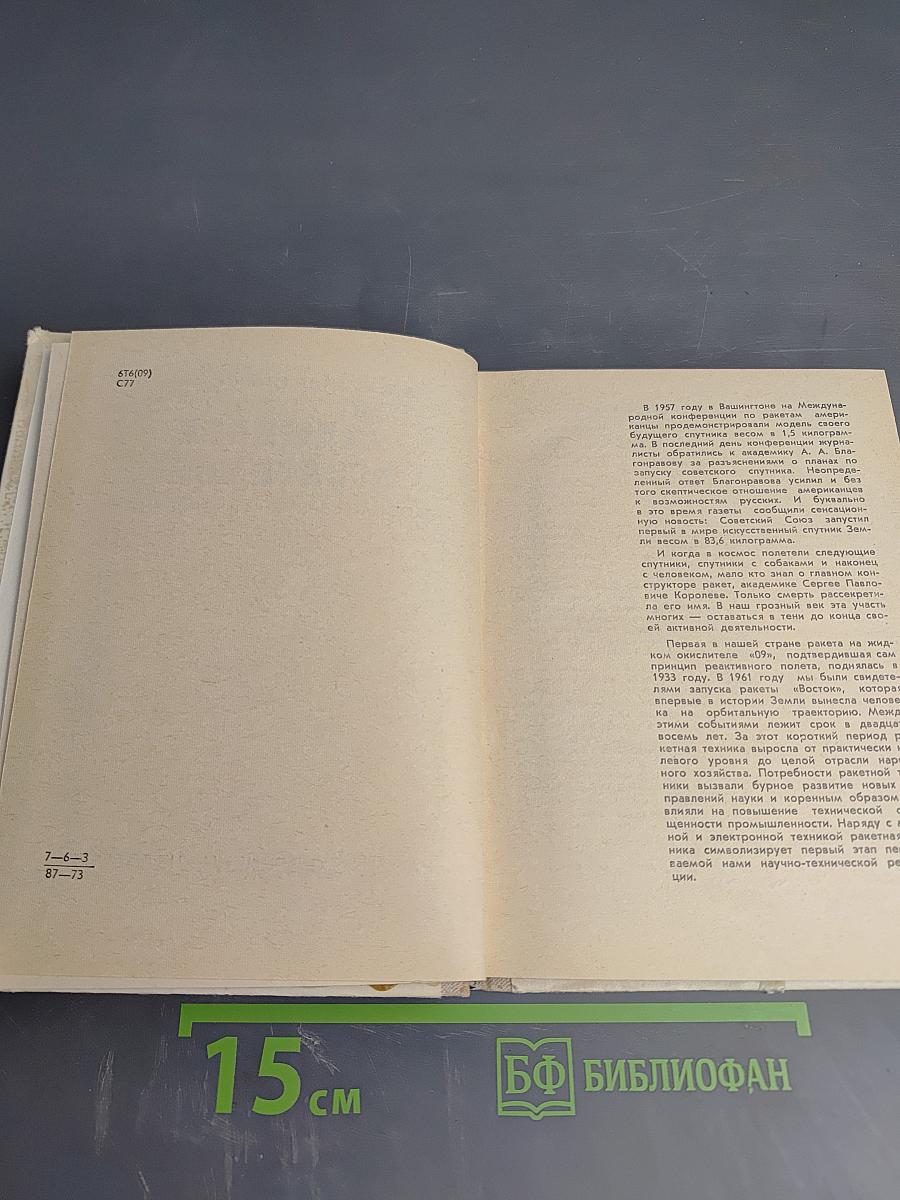 6Т6(09)
С77
7—6—3
87—73
В 1957 году в Вашингтоне на Междуна-
родной конференции по ракетам амери-
канцы продемонстрировали модель своего
будущего спутника весом в 1,5 килограм-
ма. В последний день конференции журна-
листы обратились к академику А. А. Бла-
гонравову за разъяснениями о планах по
запуску советского спутника. Неопреде-
ленный ответ Благонравова усилил и без
того скептическое отношение американцев
к возможностям русских. И буквально
в это время газеты сообщили сенсацион-
ную новость: Советский Союз запустил
первый в мире искусственный спутник Зем-
ли весом в 83,6 килограмма.
И когда в космос полетели следующие
спутники, спутники с собаками и наконец
с человеком, мало кто знал о главном кон-
структоре ракет, академике Сергее Павло-
виче Королеве. Только смерть рассекрети-
ла его имя. В наш грозный век эта участь
многих — оставаться в тени до конца сво-
ей активной деятельности.
Первая в нашей стране ракета на жид-
ком окислителе «09», подтвердившая сам
принцип реактивного полета, поднялась в
1933 году. В 1961 году мы были свидете-
лями запуска ракеты «Восток», которая
впервые в истории Земли вынесла челове
ка на орбитальную траекторию. Межд
этими событиями лежит срок в двадцат
восемь лет. За этот короткий период р
кетная техника выросла от практически н
левого уровня до целой отрасли наро
ного хозяйства. Потребности ракетной т
ники вызвали бурное развитие новых
правлений науки и коренным образом
влияли на повышение технической о
щенности промышленности. Наряду с а
ной и электронной техникой ракетная
ника символизирует первый этап пе
ваемой нами научно-технической ре
ции.
15 см
БФ БИБЛИОФАН